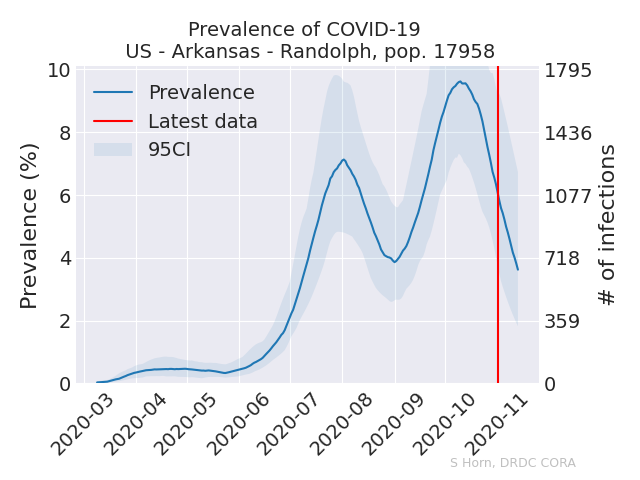 Prevalence of COVID-19
US - Arkansas - Randolph, pop. 17958
Prevalence
Latest data
95CI
Prevalence (%)
10
8
6
4
2
0
1795
1436
1077
718
359
0
# of infections
2020-03
2020-04
2020-05
2020-06
2020-07
2020-08
2020-09
2020-10
2020-11
S Horn, DRDC CORA